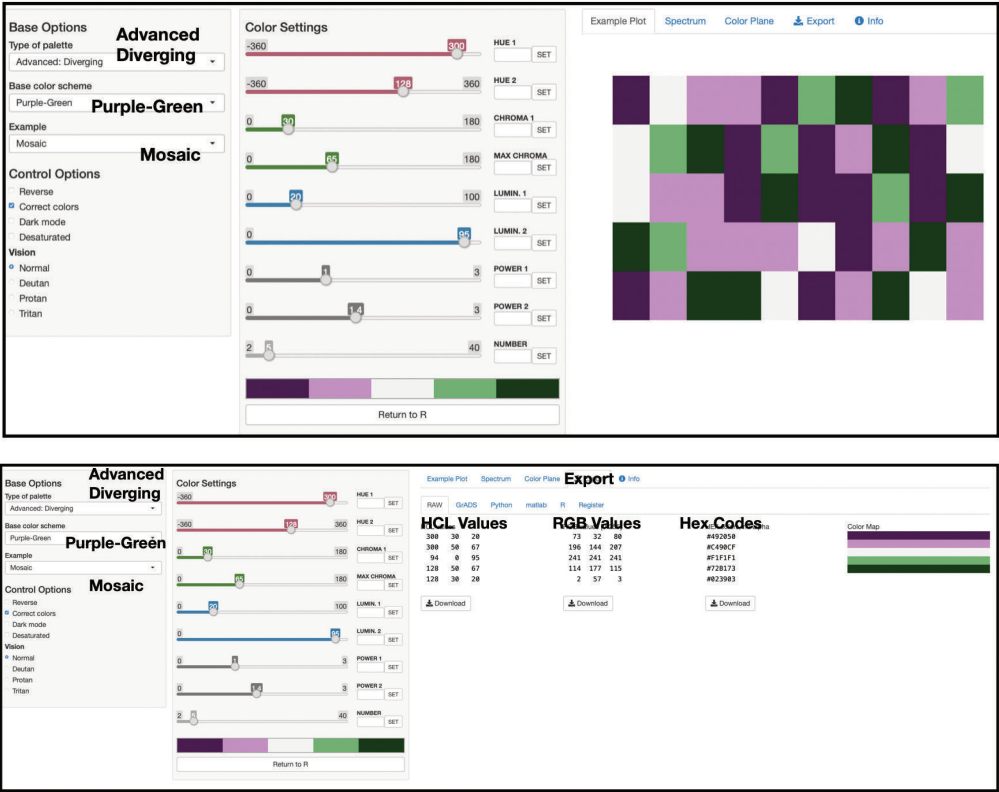 Base Options
Advanced
Diverging
Type of palette
Advanced: Diverging
Base color scheme
Purple-Green
Purple-Green
Example
Mosaic
Mosaic
Control Options
Reverse
Correct colors
Dark mode
Desaturated
Vision
Normal
Deutan
Protan
Tritan
Color Settings
-360 300 HUE 1
SET
-360 128 360 HUE 2
SET
0 30 180 CHROMA 1
SET
0 65 180 MAX CHROMA
SET
0 20 100 LUMIN. 1
SET
0 95 LUMIN. 2
SET
0 1 3 POWER 1
SET
0 1.4 3 POWER 2
SET
2 5 40 NUMBER
SET
Return to R
Example Plot Spectrum Color Plane Export Info
Base Options
Advanced
Diverging
Type of palette
Advanced: Diverging
Base color scheme
Purple-Green
Purple-Green
Example
Mosaic
Mosaic
Control Options
Reverse
Correct colors
Dark mode
Desaturated
Vision
Normal
Deutan
Protan
Tritan
Color Settings
-360 300 HUE 1
SET
-360 128 360 HUE 2
SET
0 30 180 CHROMA 1
SET
0 65 180 MAX CHROMA
SET
0 20 100 LUMIN. 1
SET
0 95 LUMIN. 2
SET
0 1 3 POWER 1
SET
0 1.4 3 POWER 2
SET
2 5 40 NUMBER
SET
Return to R
Example Plot Spectrum Color Plane Export Info
RAW GrADS Python matlab R Register
HCL Values RGB Values Hex Codes Color Map
300 30 20 73 32 80 #492050
300 50 67 196 144 207 #C490CF
94 0 95 241 241 241 #F1F1F1
128 50 67 114 177 115 #72B173
128 30 20 2 57 3 #023903
Download Download Download